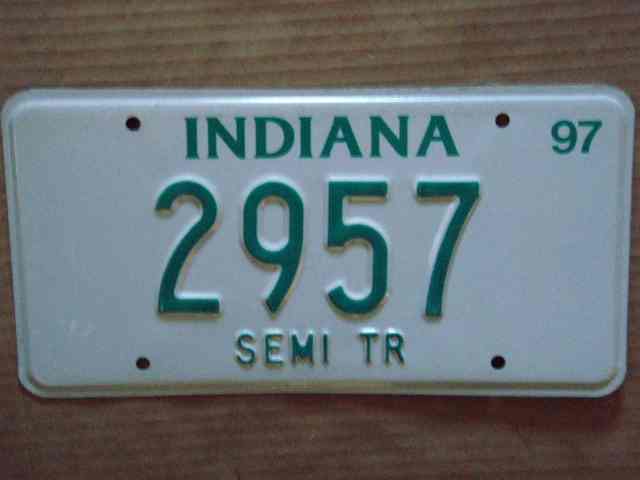 INDIANA 97
2957
SEMI TR